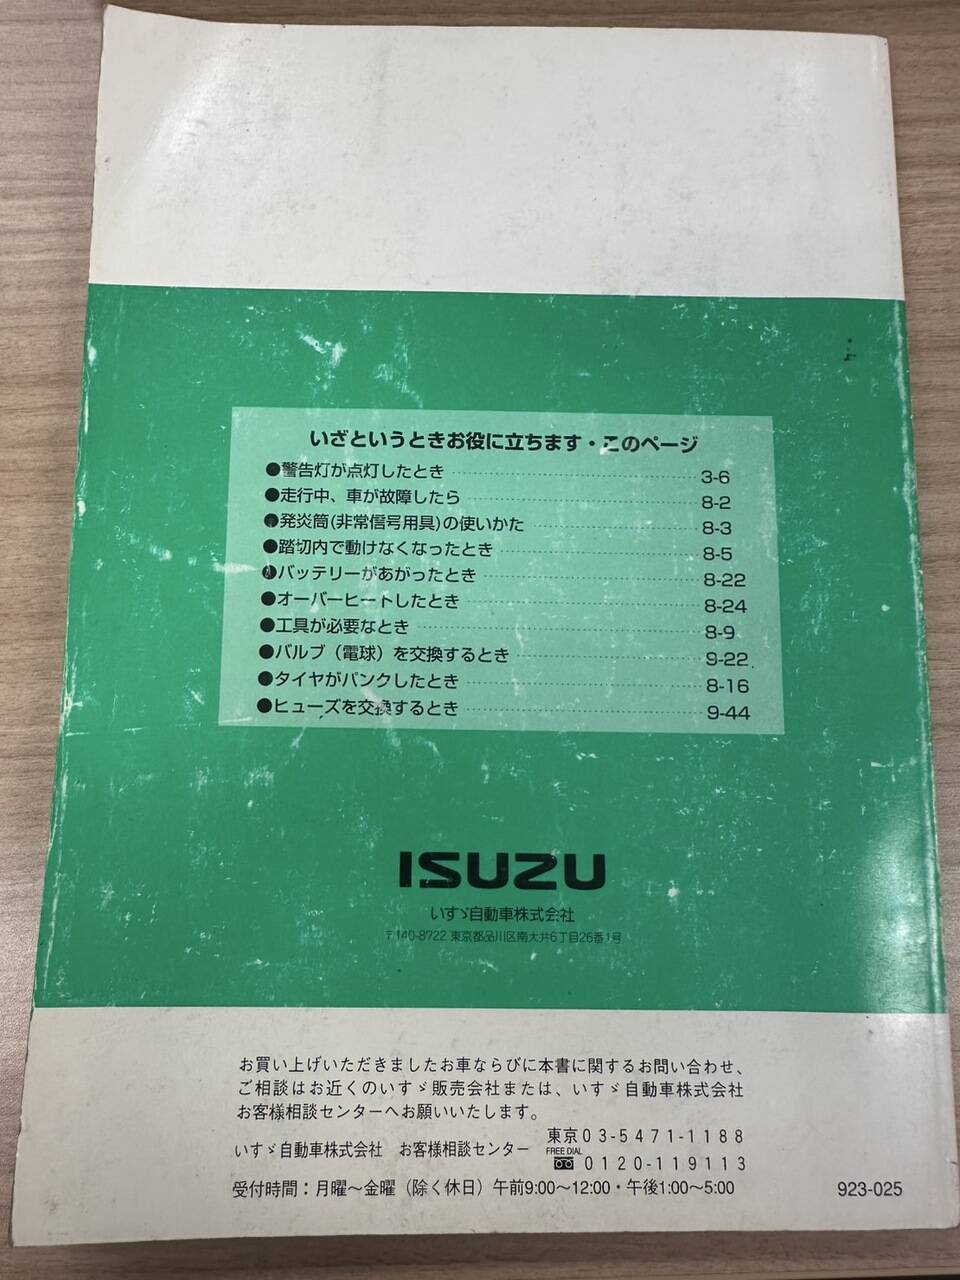 いざというときお役に立ちます・このページ
●警告灯が点灯したとき 3-6
●走行中、車が故障したら 8-2
●発炎筒(非常信号用具)の使いかた 8-3
●踏切内で動けなくなったとき 8-5
●バッテリーがあがったとき 8-22
●オーバーヒートしたとき 8-24
●工具が必要なとき 8-9
●バルブ（電球）を交換するとき 9-22
●タイヤがパンクしたとき 8-16
●ヒューズを交換するとき 9-44
ISUZU
いすゞ自動車株式会社
〒140-8722 東京都品川区南大井6丁目26番1号
お買い上げいただきましたお車ならびに本書に関するお問い合わせ、
ご相談はお近くのいすゞ販売会社または、いすゞ自動車株式会社
お客様相談センターへお願いいたします。
いすゞ自動車株式会社 お客様相談センター 東京03-5471-1188
FREE DIAL 0120-119113
受付時間：月曜〜金曜（除く休日）午前9:00〜12:00・午後1:00〜5:00
923-025